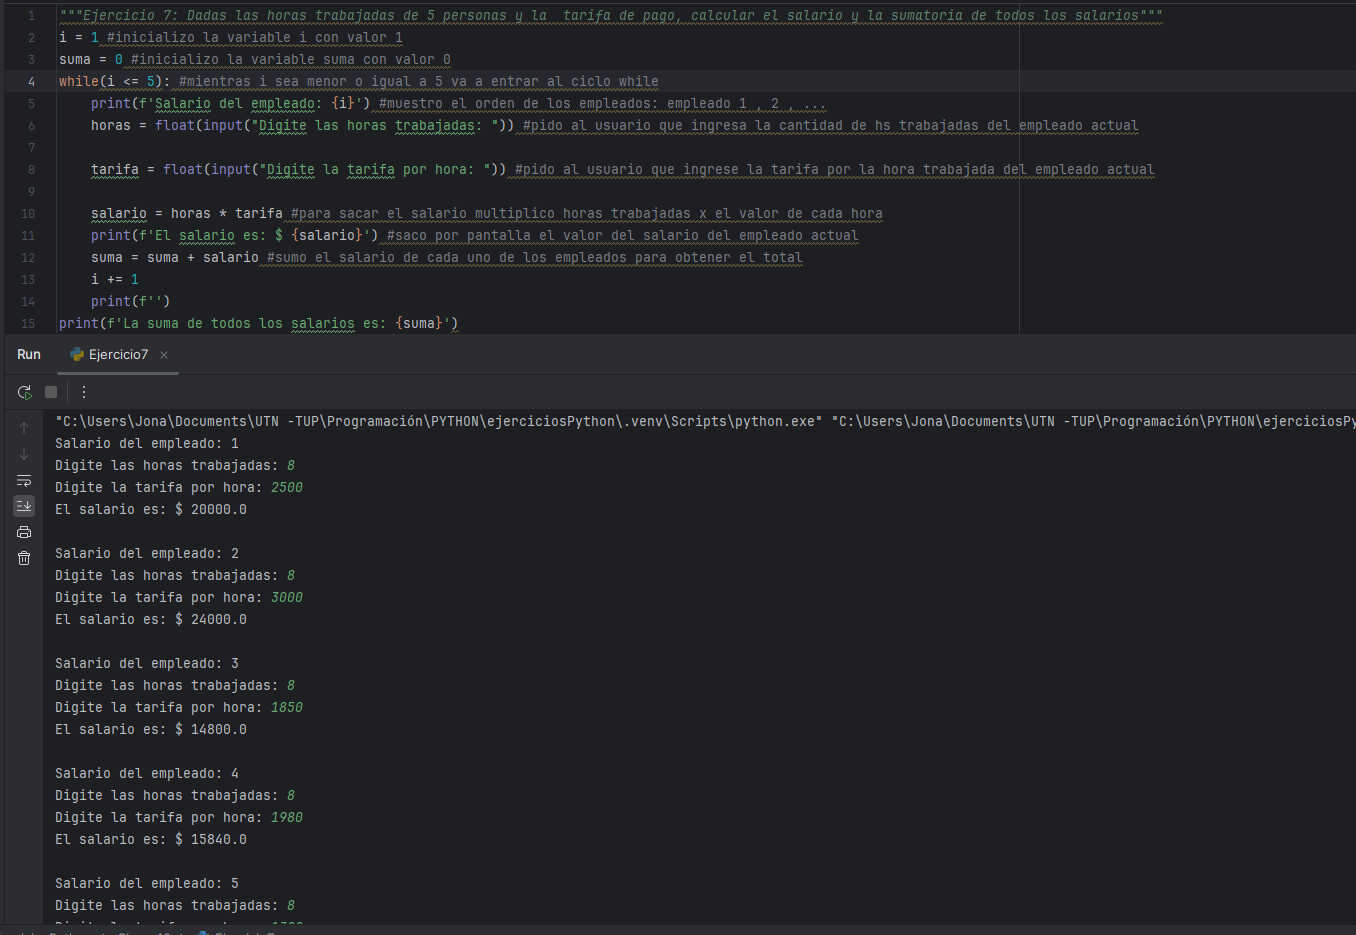 1 """Ejercicio 7: Dadas las horas trabajadas de 5 personas y la  tarifa de pago, calcular el salario y la sumatoria de todos los salarios"""
2 i = 1 #inicializo la variable i con valor 1
3 suma = 0 #inicializo la variable suma con valor 0
4 while(i <= 5): #mientras i sea menor o igual a 5 va a entrar al ciclo while
5     print(f'Salario del empleado: {i}') #muestro el orden de los empleados: empleado 1 , 2 , ...
6     horas = float(input("Digite las horas trabajadas: ")) #pido al usuario que ingresa la cantidad de hs trabajadas del empleado actual
7
8     tarifa = float(input("Digite la tarifa por hora: ")) #pido al usuario que ingrese la tarifa por la hora trabajada del empleado actual
9
10     salario = horas * tarifa #para sacar el salario multiplico horas trabajadas x el valor de cada hora
11     print(f'El salario es: $ {salario}') #saco por pantalla el valor del salario del empleado actual
12     suma = suma + salario #sumo el salario de cada uno de los empleados para obtener el total
13     i += 1
14     print(f'')
15 print(f'La suma de todos los salarios es: {suma}')
Run Ejercicio7 ×
"C:\Users\Jona\Documents\UTN -TUP\Programación\PYTHON\ejerciciosPython\.venv\Scripts\python.exe" "C:\Users\Jona\Documents\UTN -TUP\Programación\PYTHON\ejerciciosPy
Salario del empleado: 1
Digite las horas trabajadas: 8
Digite la tarifa por hora: 2500
El salario es: $ 20000.0
Salario del empleado: 2
Digite las horas trabajadas: 8
Digite la tarifa por hora: 3000
El salario es: $ 24000.0
Salario del empleado: 3
Digite las horas trabajadas: 8
Digite la tarifa por hora: 1850
El salario es: $ 14800.0
Salario del empleado: 4
Digite las horas trabajadas: 8
Digite la tarifa por hora: 1980
El salario es: $ 15840.0
Salario del empleado: 5
Digite las horas trabajadas: 8